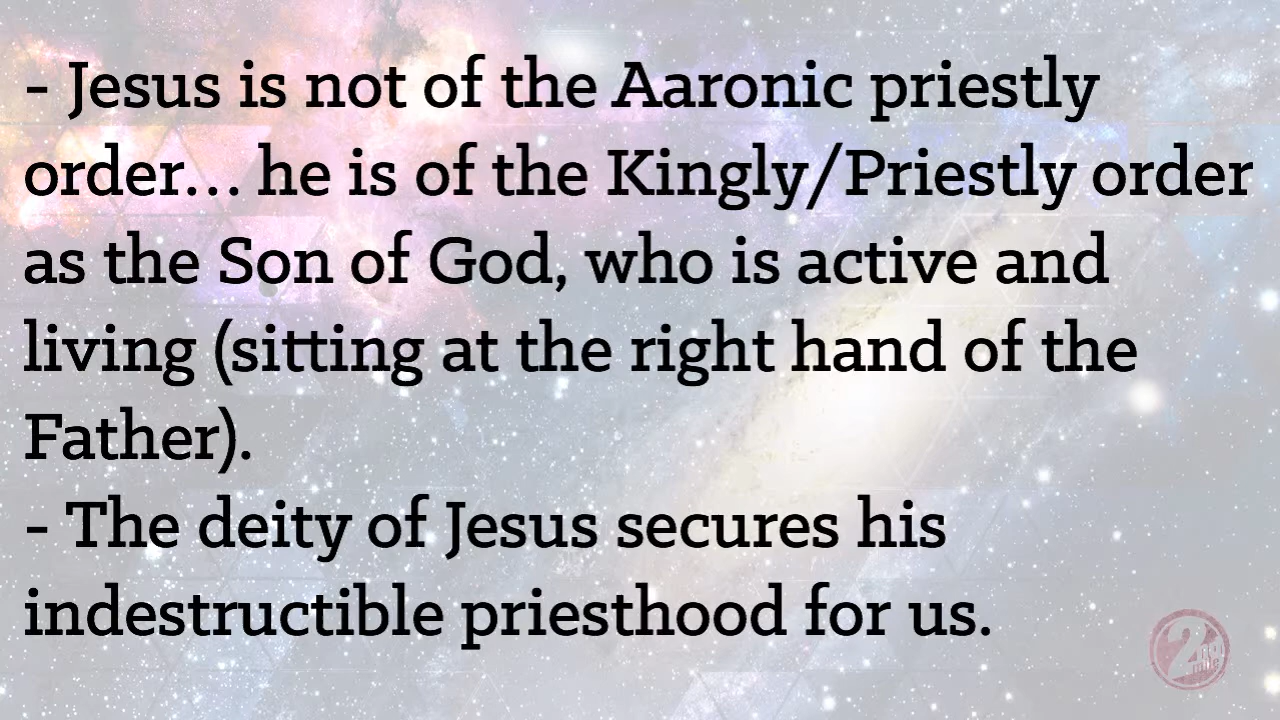 - Jesus is not of the Aaronic priestly
order... he is of the Kingly/Priestly order
as the Son of God, who is active and
living (sitting at the right hand of the
Father).
- The deity of Jesus secures his
indestructible priesthood for us.
2nd
mile